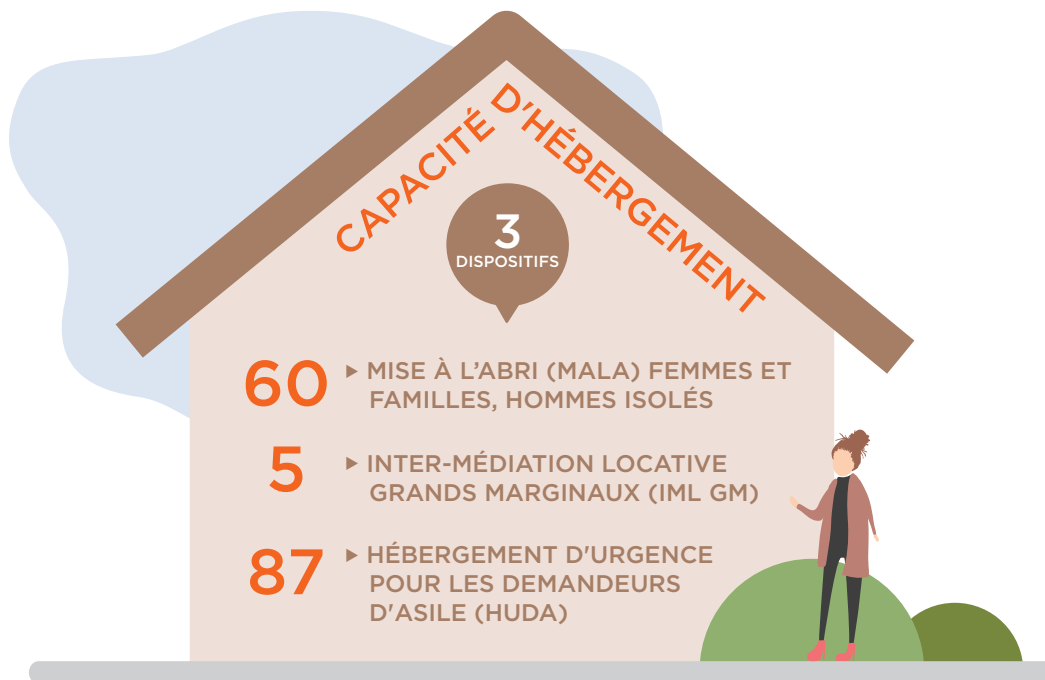 CAPACITÉ D'HÉBERGEMENT
3
DISPOSITIFS
60
▶ MISE À L’ABRI (MALA) FEMMES ET
FAMILLES, HOMMES ISOLÉS
5
▶ INTER-MÉDIATION LOCATIVE
GRANDS MARGINAUX (IML GM)
87
▶ HÉBERGEMENT D'URGENCE
POUR LES DEMANDEURS
D'ASILE (HUDA)